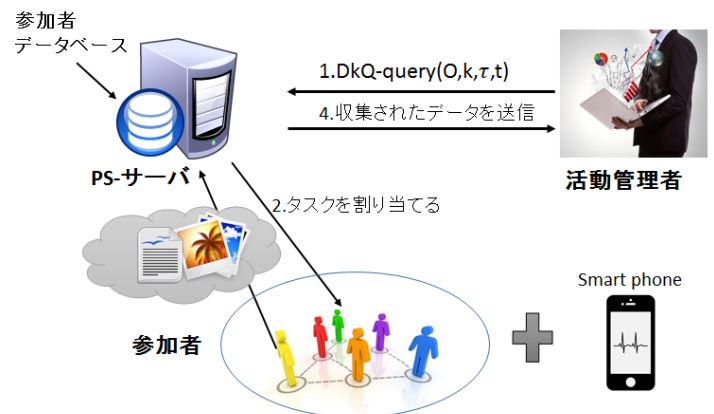 参加者
データベース
1.DkQ-query(O,k,τ,t)
4.収集されたデータを送信
PS-サーバ
活動管理者
2.タスクを割り当てる
Smart phone
参加者